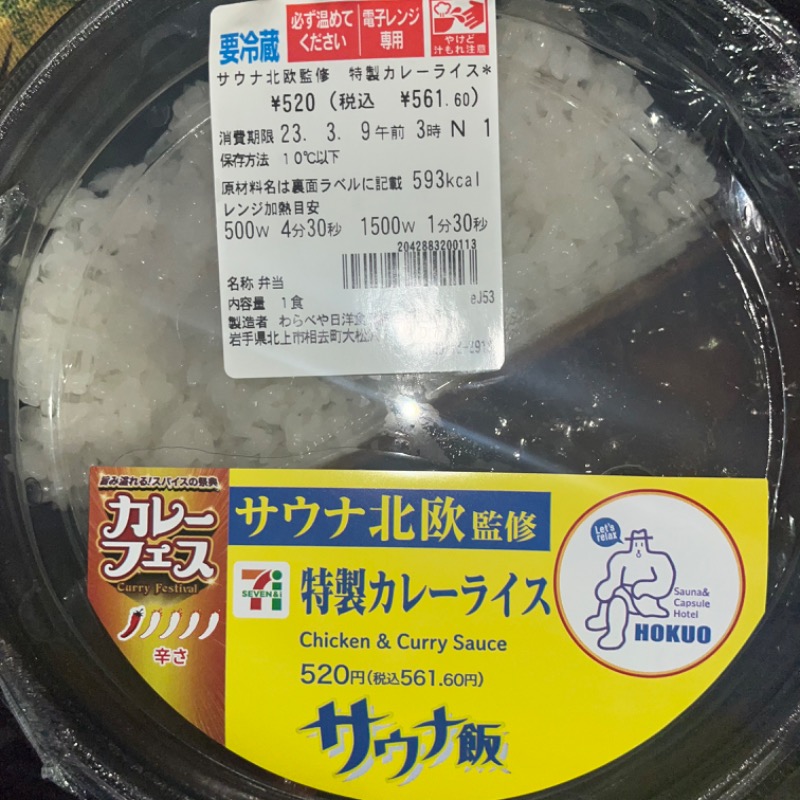 要冷蔵
必ず温めて
ください
電子レンジ
専用
やけど
汁もれ注意
サウナ北欧監修 特製カレーライス*
¥520 (税込 ¥561.60)
消費期限 23. 3. 9午前 3時 N 1
保存方法 10℃以下
原材料名は裏面ラベルに記載 593kcal
レンジ加熱目安
500W 4分30秒 1500W 1分30秒
2042883200113
名称 弁当
eJ53
内容量 1食
製造者 わらべや日洋食
岩手県北上市相去町大松
旨み溢れる!スパイスの祭典
カレー
フェス
Curry Festival
辛さ
サウナ北欧監修
7i
SEVEN&i
特製カレーライス
Chicken & Curry Sauce
520円(税込561.60円)
サウナ飯
Let's
relax
Sauna&
Capsule
Hotel
HOKUO